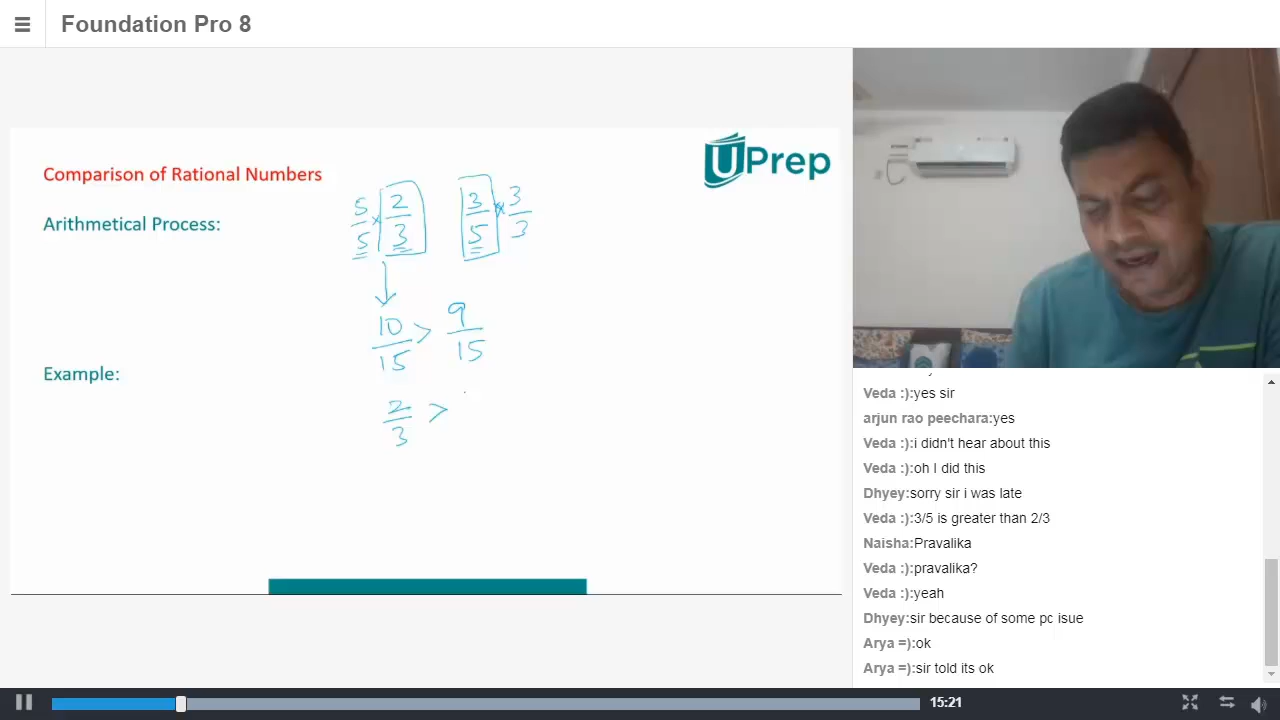 Foundation Pro 8
UPrep
Comparison of Rational Numbers
Arithmetical Process:
5/5 × 2/3 3/5 × 3/3
10/15 > 9/15
Example:
2/3 >
Veda :):yes sir
arjun rao peechara:yes
Veda :):i didn't hear about this
Veda :):oh I did this
Dhyey:sorry sir i was late
Veda :):3/5 is greater than 2/3
Naisha:Pravalika
Veda :):pravalika?
Veda :):yeah
Dhyey:sir because of some pc isue
Arya =):ok
Arya =):sir told its ok
15:21